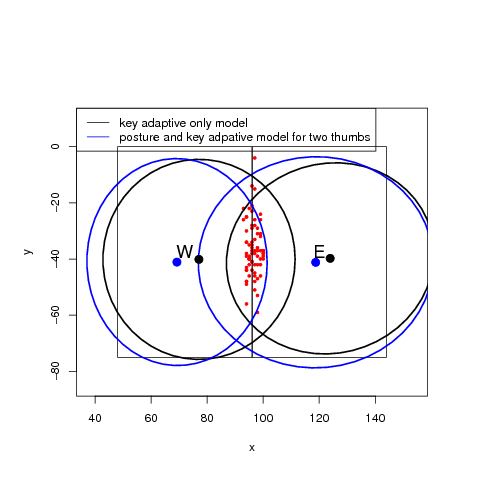 key adaptive only model
posture and key adpative model for two thumbs
0
−20
−40
−60
−80
y
W
E
40
60
80
100
120
140
x